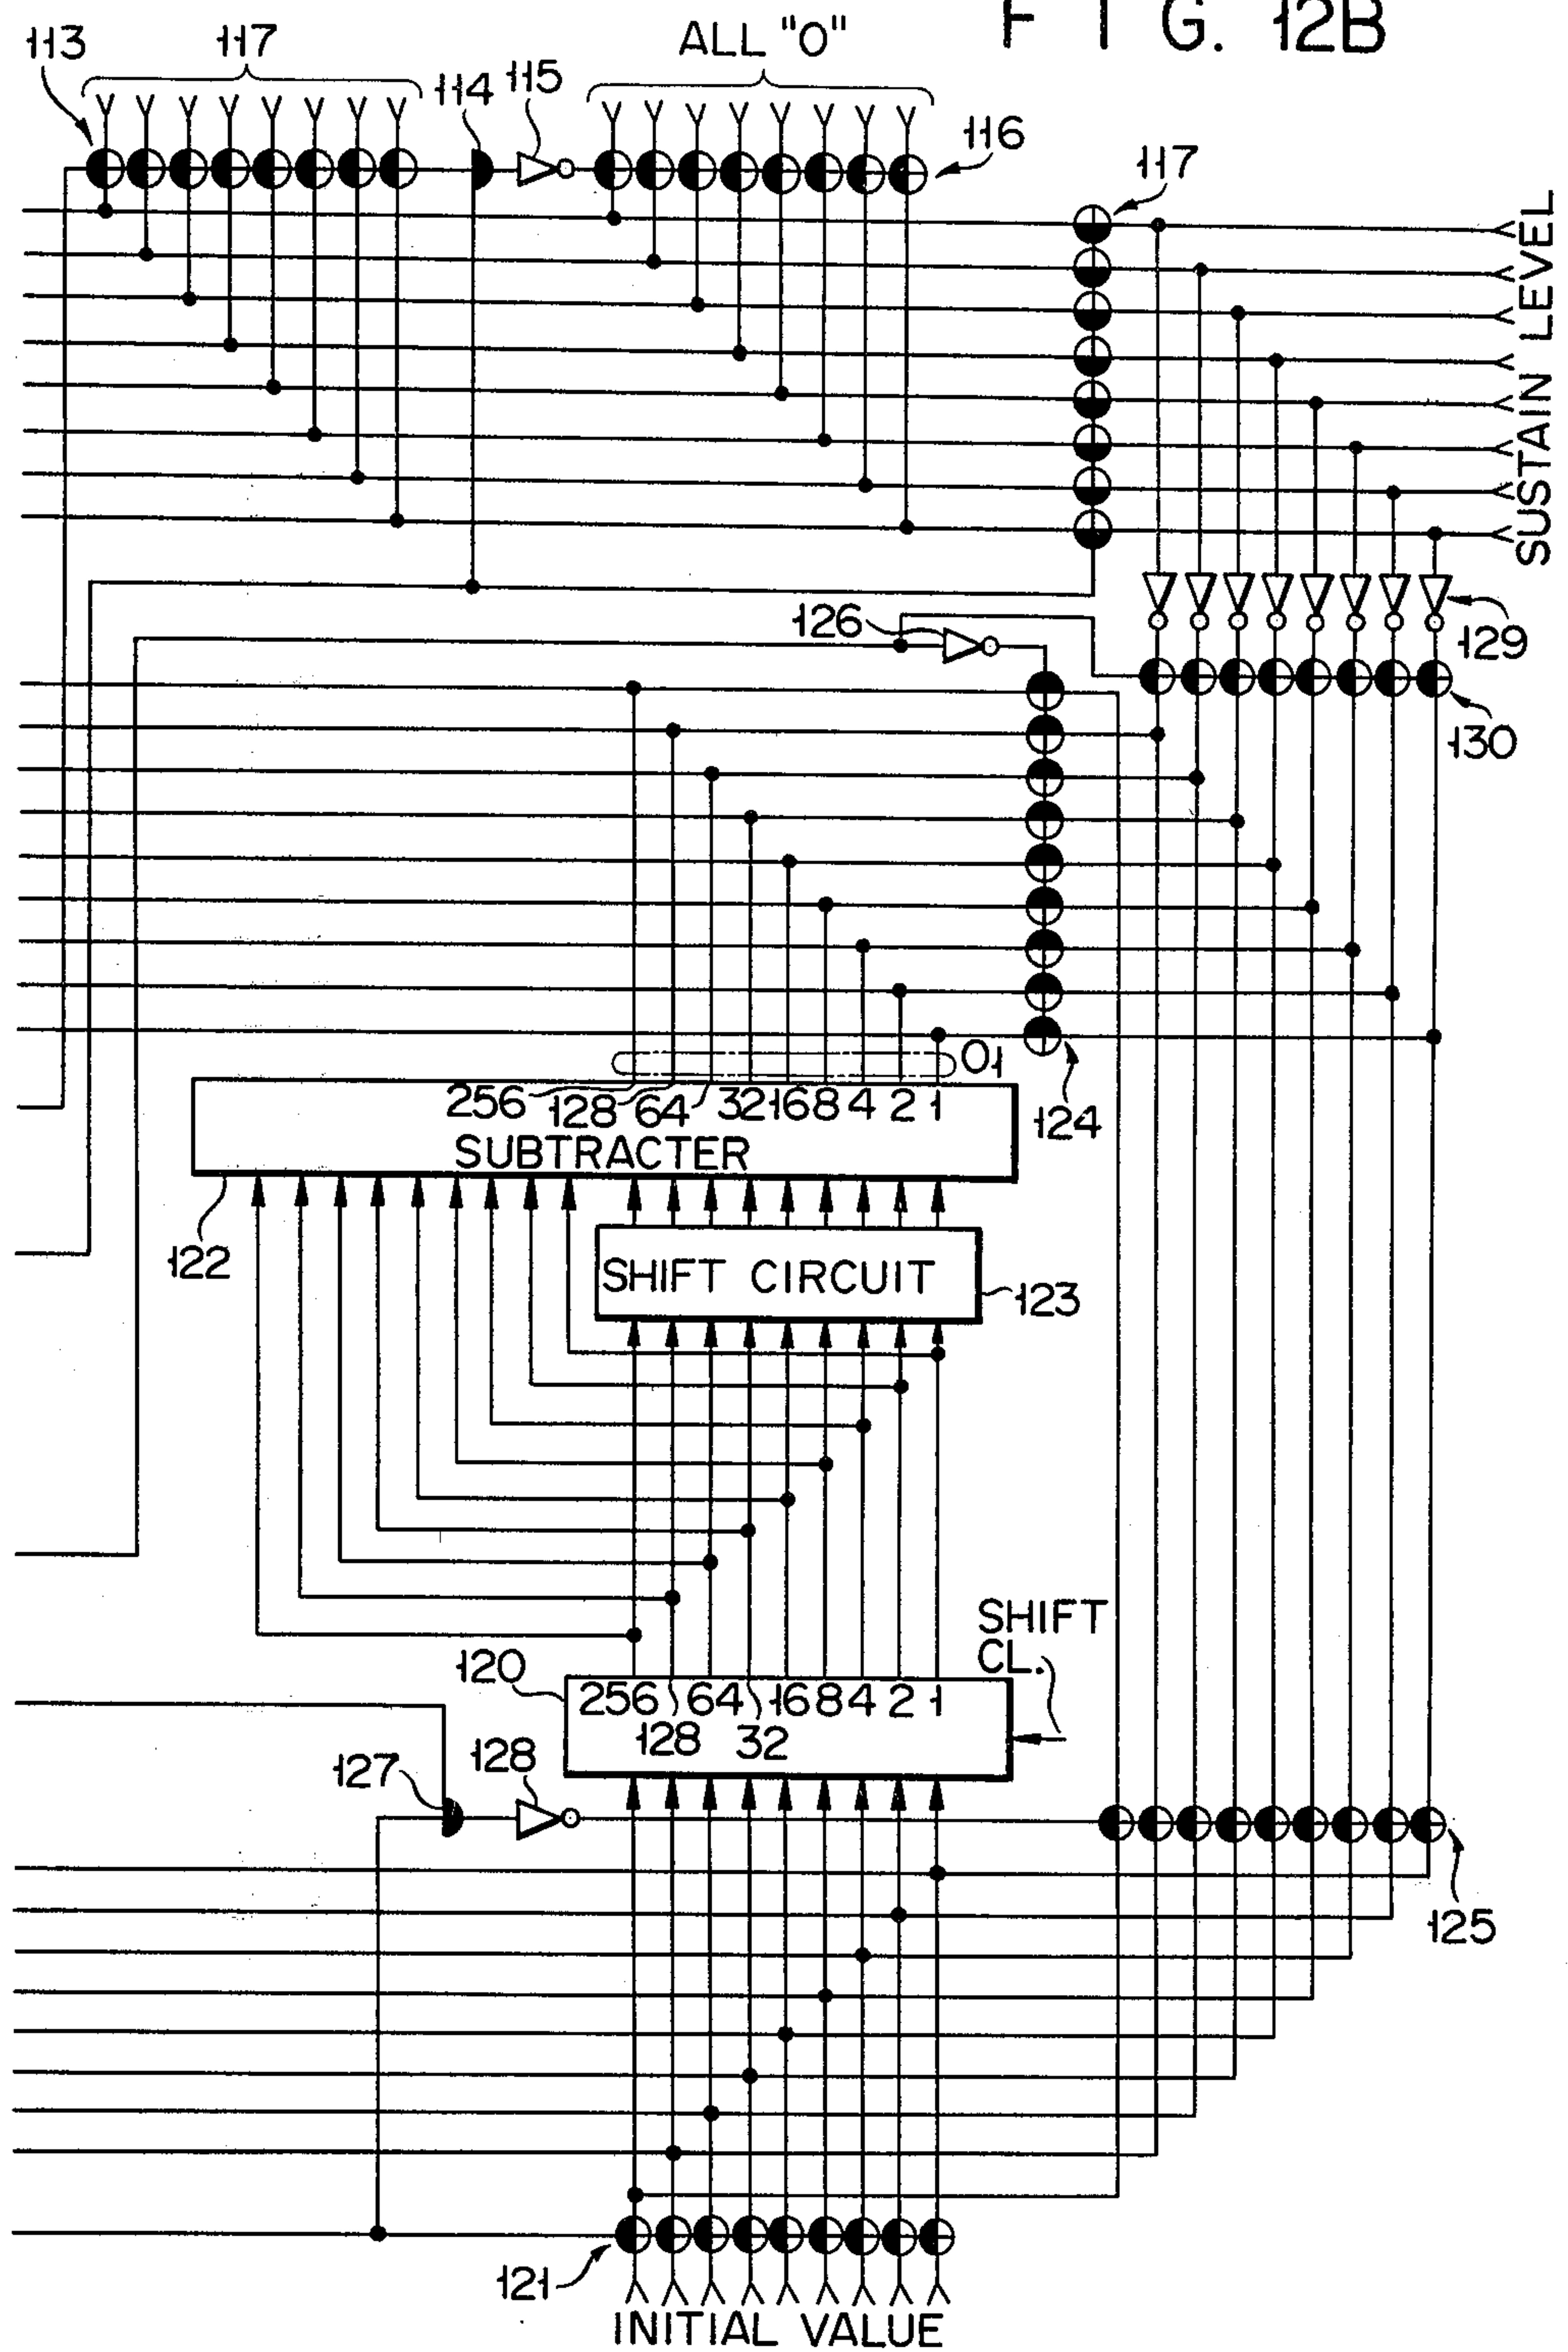 FIG. 12B
113
117
114
115
ALL "0"
116
117
SUSTAIN LEVEL
126
129
130
O1
256 128 64 32 16 8 4 2 1
SUBTRACTER
124
122
SHIFT CIRCUIT
123
SHIFT
CL.
120
256 64 16 8 4 2 1
128 32
127
128
125
121
INITIAL VALUE